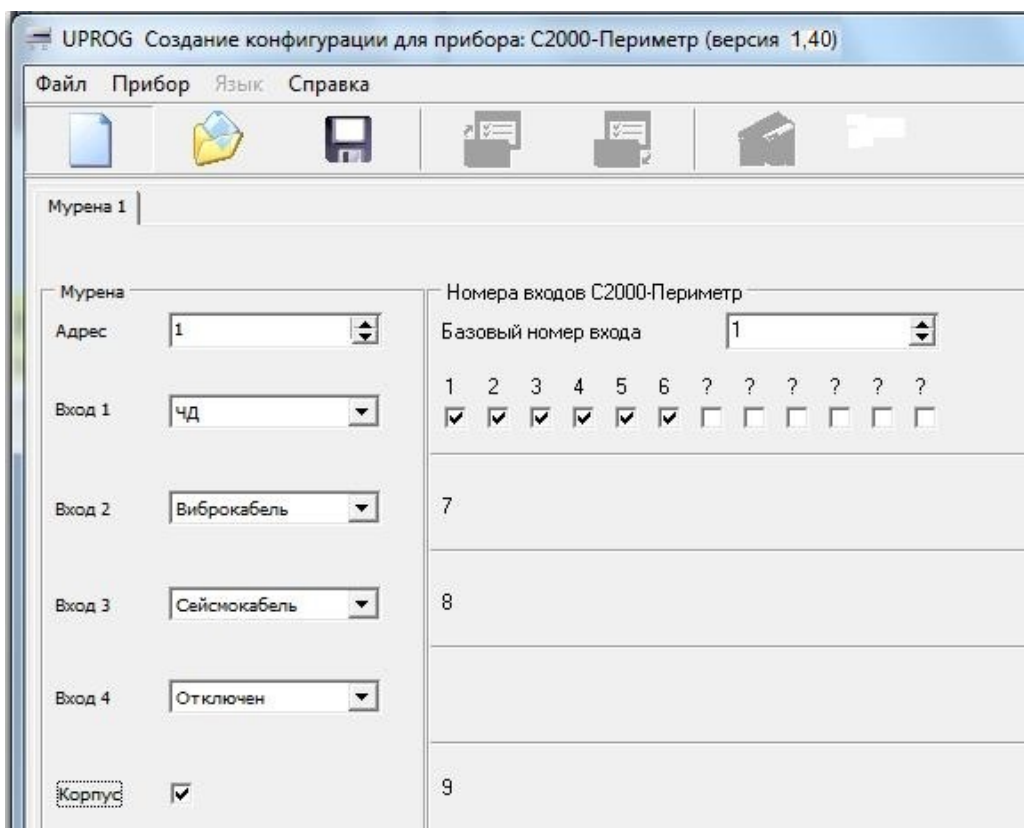 UPROG Создание конфигурации для прибора: С2000-Периметр (версия 1,40)
Файл Прибор Язык Справка
Мурена 1
Мурена
Номера входов С2000-Периметр
Адрес 1
Базовый номер входа 1
1 2 3 4 5 6 ? ? ? ? ? ?
Вход 1 ЧД
Вход 2 Виброкабель 7
Вход 3 Сейсмокабель 8
Вход 4 Отключен
Корпус 9